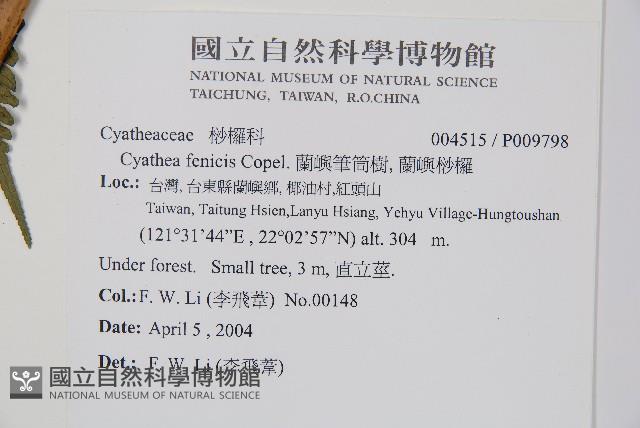 國立自然科學博物館
NATIONAL MUSEUM OF NATURAL SCIENCE
TAICHUNG, TAIWAN, R.O.CHINA
Cyatheaceae 桫欏科 004515 / P009798
Cyathea fenicis Copel. 蘭嶼筆筒樹, 蘭嶼桫欏
Loc.: 台灣, 台東縣蘭嶼鄉, 椰油村,紅頭山
Taiwan, Taitung Hsien,Lanyu Hsiang, Yehyu Village-Hungtoushan
(121°31'44"E , 22°02'57"N) alt. 304 m.
Under forest. Small tree, 3 m, 直立莖.
Col.: F. W. Li (李飛葦) No.00148
Date: April 5 , 2004
Det.: F. W. Li (李飛葦)
國立自然科學博物館
NATIONAL MUSEUM OF NATURAL SCIENCE